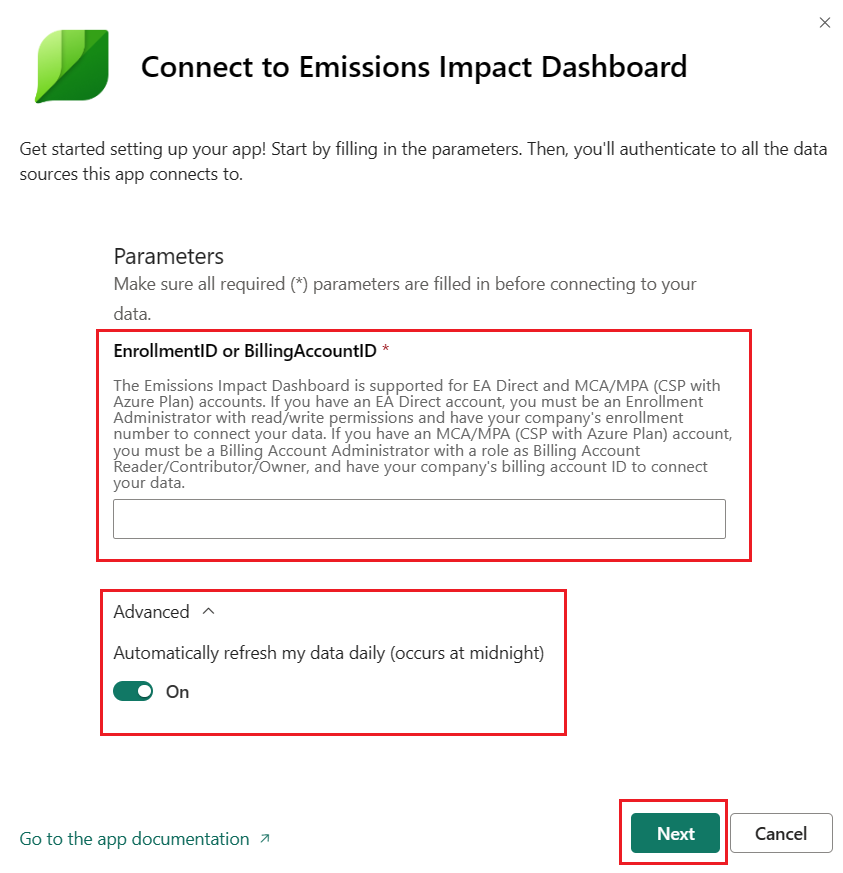 Connect to Emissions Impact Dashboard
Get started setting up your app! Start by filling in the parameters. Then, you'll authenticate to all the data
sources this app connects to.
Parameters
Make sure all required (*) parameters are filled in before connecting to your
data.
EnrollmentID or BillingAccountID *
The Emissions Impact Dashboard is supported for EA Direct and MCA/MPA (CSP with
Azure Plan) accounts. If you have an EA Direct account, you must be an Enrollment
Administrator with read/write permissions and have your company's enrollment
number to connect your data. If you have an MCA/MPA (CSP with Azure Plan) account,
you must be a Billing Account Administrator with a role as Billing Account
Reader/Contributor/Owner, and have your company's billing account ID to connect
your data.
Advanced
Automatically refresh my data daily (occurs at midnight)
On
Go to the app documentation
Next
Cancel